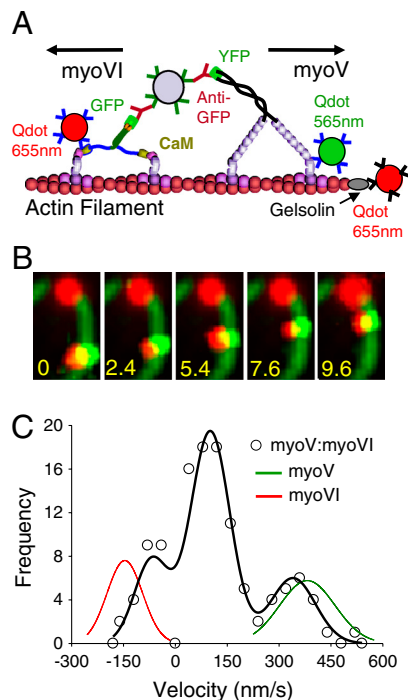 A
myoVI
YFP
myoV
GFP
Anti-
GFP
Qdot
565nm
Qdot
655nm
CaM
Actin Filament
Gelsolin
Qdot
655nm
B
0
2.4
5.4
7.6
9.6
C
20
16
12
8
4
0
Frequency
myoV:myoVI
myoV
myoVI
-300
-150
0
150
300
450
600
Velocity (nm/s)